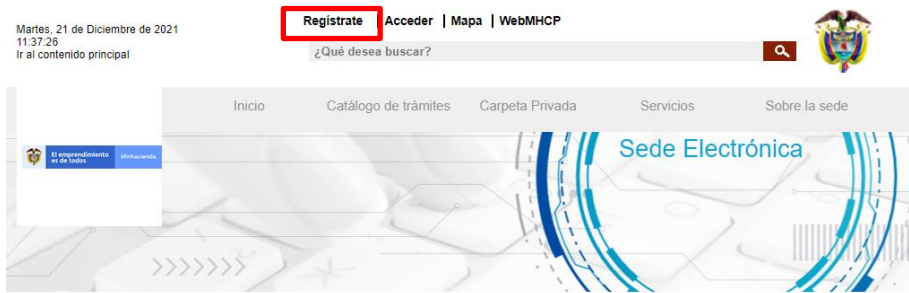 Martes, 21 de Diciembre de 2021
11:37:26
Ir al contenido principal
Regístrate Acceder | Mapa | WebMHCP
¿Qué desea buscar?
Inicio Catálogo de trámites Carpeta Privada Servicios Sobre la sede
El emprendimiento
es de todos
Minhacienda
Sede Electrónica